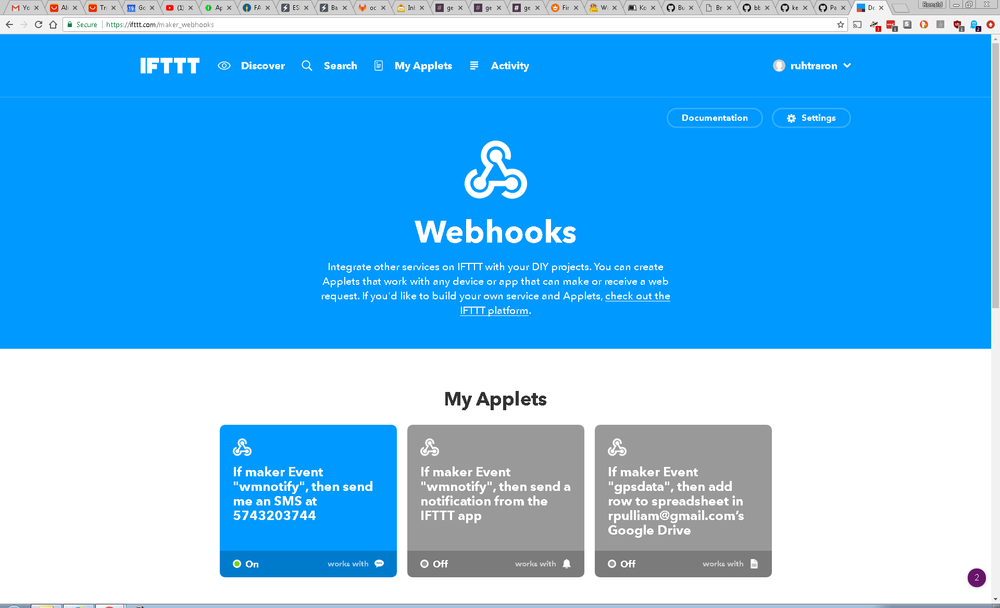 Yo Ali Tra Go (1) Ap FA ESI Ba oc Inl ge ge ge Fir Wa Ko Bu Bri bb ke Pa Do Ronald
Secure https://ifttt.com/maker_webhooks
IFTTT Discover Search My Applets Activity ruhtraron
Documentation Settings
Webhooks
Integrate other services on IFTTT with your DIY projects. You can create
Applets that work with any device or app that can make or receive a web
request. If you'd like to build your own service and Applets, check out the
IFTTT platform.
My Applets
If maker Event
"wmnotify", then send
me an SMS at
5743203744
On works with
If maker Event
"wmnotify", then send a
notification from the
IFTTT app
Off works with
If maker Event
"gpsdata", then add
row to spreadsheet in
rpulliam@gmail.com’s
Google Drive
Off works with
2